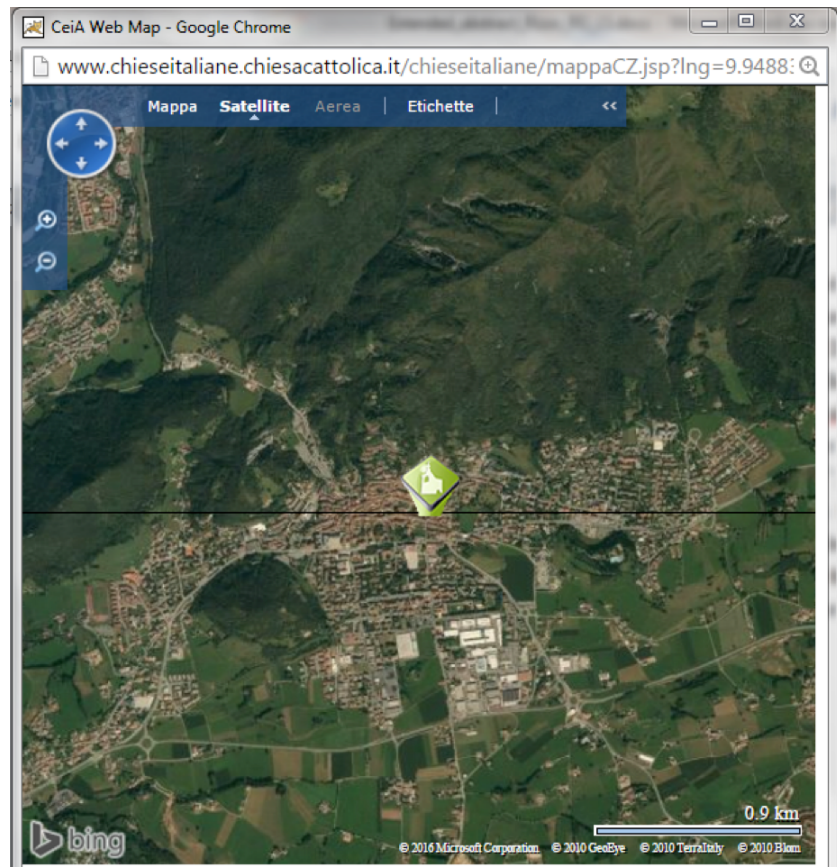 CeiA Web Map - Google Chrome
www.chieseitaliane.chiesacattolica.it/chieseitaliane/mappaCZ.jsp?lng=9.9488
Mappa Satellite Aerea | Etichette | <<
0.9 km
bing
© 2016 Microsoft Corporation © 2010 GeoEye © 2010 TerraItaly © 2010 Blom